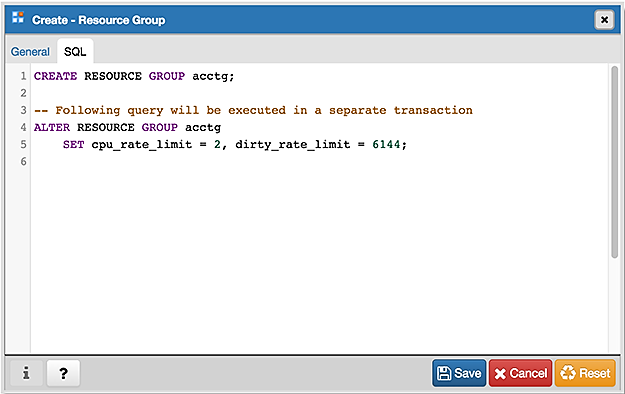 Create - Resource Group
General SQL
1 CREATE RESOURCE GROUP acctg;
2
3 -- Following query will be executed in a separate transaction
4 ALTER RESOURCE GROUP acctg
5     SET cpu_rate_limit = 2, dirty_rate_limit = 6144;
6
i ? Save Cancel Reset